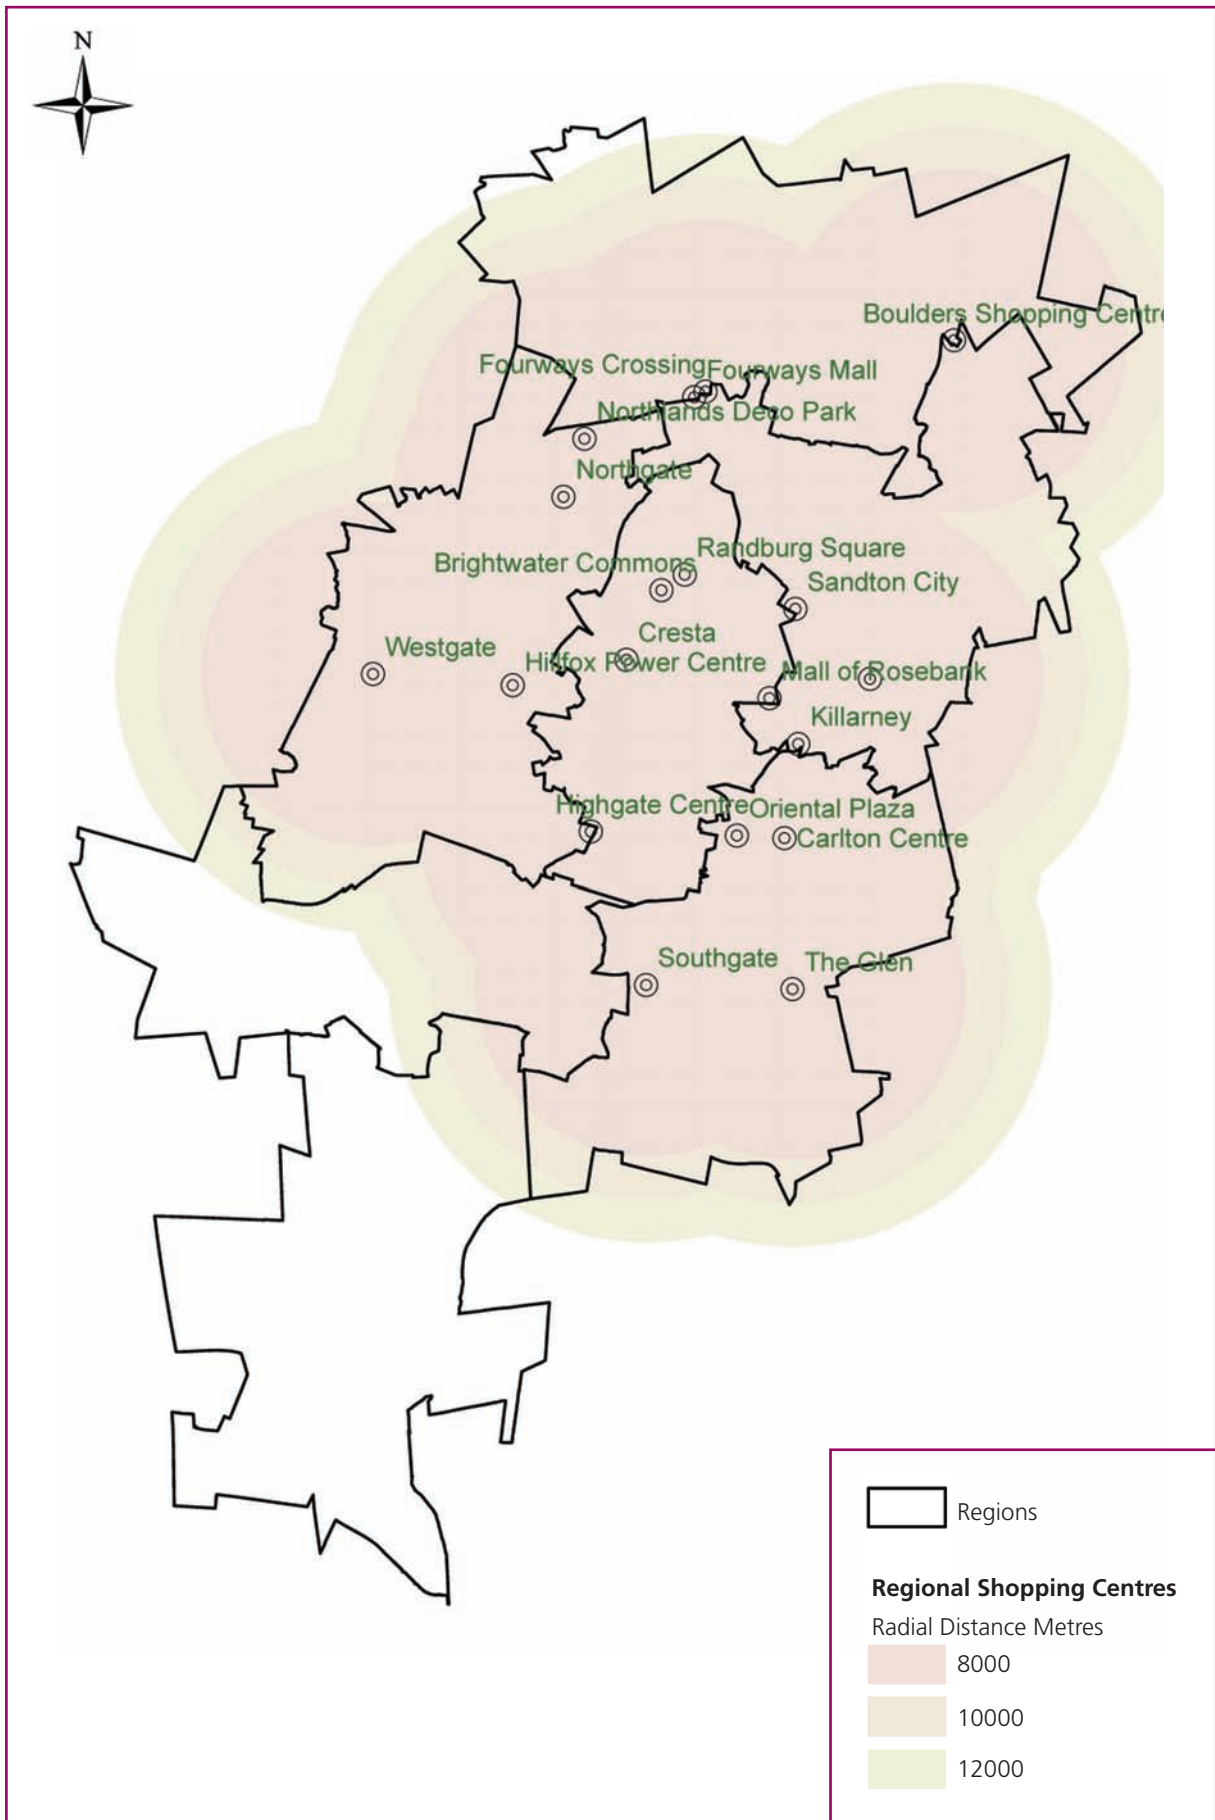 N
Boulders Shopping Centre
Fourways Crossing
Fourways Mall
Northlands Deco Park
Northgate
Randburg Square
Brightwater Commons
Sandton City
Cresta
Westgate
Hillfox Power Centre
Mall of Rosebank
Killarney
Highgate Centre
Oriental Plaza
Carlton Centre
Southgate
The Glen
Regions
Regional Shopping Centres
Radial Distance Metres
8000
10000
12000